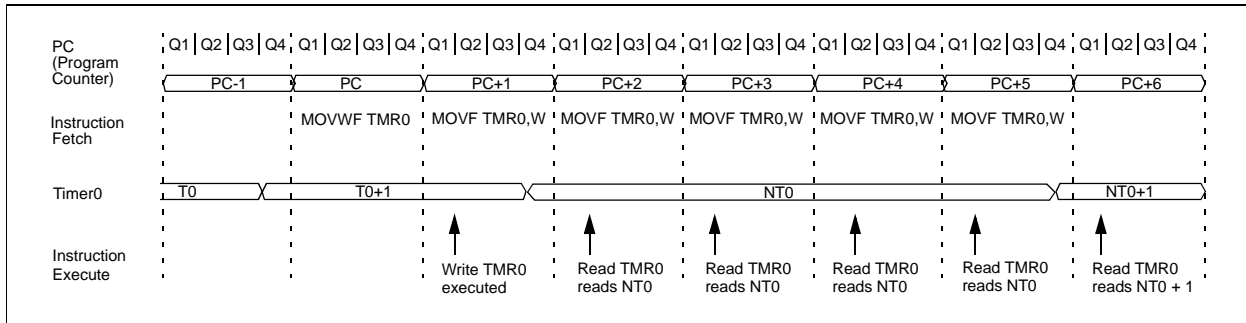 PC
(Program
Counter)
Q1 Q2 Q3 Q4 Q1 Q2 Q3 Q4 Q1 Q2 Q3 Q4 Q1 Q2 Q3 Q4 Q1 Q2 Q3 Q4 Q1 Q2 Q3 Q4 Q1 Q2 Q3 Q4 Q1 Q2 Q3 Q4
PC-1 PC PC+1 PC+2 PC+3 PC+4 PC+5 PC+6
Instruction
Fetch
MOVWF TMR0 MOVF TMR0,W MOVF TMR0,W MOVF TMR0,W MOVF TMR0,W MOVF TMR0,W
Timer0
T0 T0+1 NT0 NT0+1
Instruction
Execute
Write TMR0
executed
Read TMR0
reads NT0
Read TMR0
reads NT0
Read TMR0
reads NT0
Read TMR0
reads NT0
Read TMR0
reads NT0 + 1